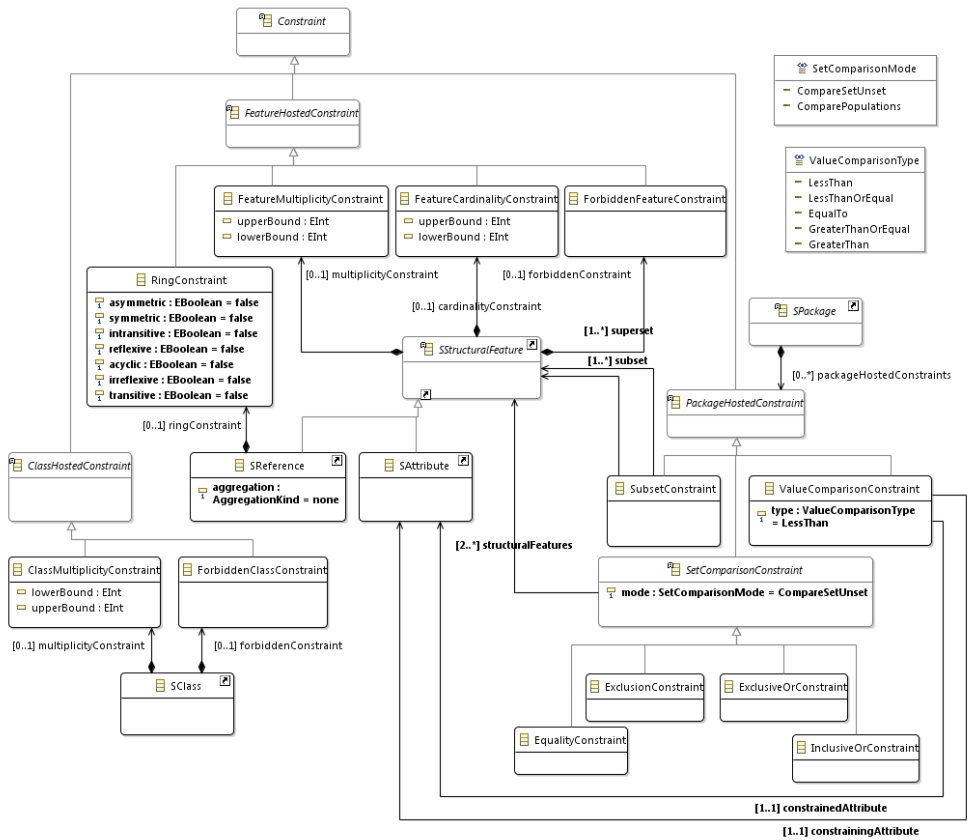 Constraint
SetComparisonMode
CompareSetUnset
ComparePopulations
FeatureHostedConstraint
ValueComparisonType
LessThan
LessThanOrEqual
EqualTo
GreaterThanOrEqual
GreaterThan
FeatureMultiplicityConstraint
upperBound : EInt
lowerBound : EInt
FeatureCardinalityConstraint
upperBound : EInt
lowerBound : EInt
ForbiddenFeatureConstraint
[0..1] multiplicityConstraint
[0..1] forbiddenConstraint
RingConstraint
asymmetric : EBoolean = false
symmetric : EBoolean = false
intransitive : EBoolean = false
reflexive : EBoolean = false
acyclic : EBoolean = false
irreflexive : EBoolean = false
transitive : EBoolean = false
[0..1] cardinalityConstraint
SPackage
[1..*] superset
SStructuralFeature
[1..*] subset
[0..*] packageHostedConstraints
PackageHostedConstraint
[0..1] ringConstraint
ClassHostedConstraint
SReference
aggregation :
AggregationKind = none
SAttribute
SubsetConstraint
ValueComparisonConstraint
type : ValueComparisonType
= LessThan
[2..*] structuralFeatures
ClassMultiplicityConstraint
lowerBound : EInt
upperBound : EInt
ForbiddenClassConstraint
SetComparisonConstraint
mode : SetComparisonMode = CompareSetUnset
[0..1] multiplicityConstraint
[0..1] forbiddenConstraint
SClass
ExclusionConstraint
ExclusiveOrConstraint
EqualityConstraint
InclusiveOrConstraint
[1..1] constrainedAttribute
[1..1] constrainingAttribute